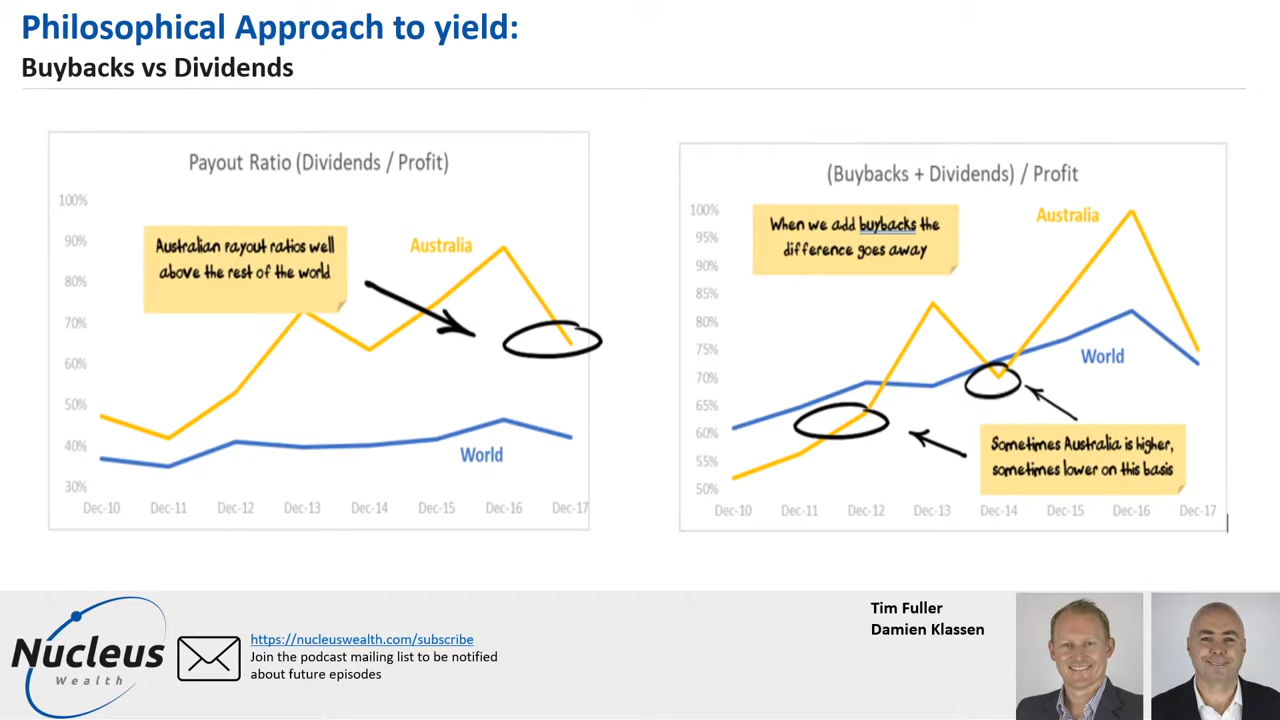 Philosophical Approach to yield:
Buybacks vs Dividends
Payout Ratio (Dividends / Profit)
100%
90%
80%
70%
60%
50%
40%
30%
Australian payout ratios well
above the rest of the world
Australia
World
Dec-10 Dec-11 Dec-12 Dec-13 Dec-14 Dec-15 Dec-16 Dec-17
(Buybacks + Dividends) / Profit
100%
95%
90%
85%
80%
75%
70%
65%
60%
55%
50%
When we add buybacks the
difference goes away
Australia
World
Sometimes Australia is higher,
sometimes lower on this basis
Dec-10 Dec-11 Dec-12 Dec-13 Dec-14 Dec-15 Dec-16 Dec-17
Nucleus
Wealth
https://nucleuswealth.com/subscribe
Join the podcast mailing list to be notified
about future episodes
Tim Fuller
Damien Klassen